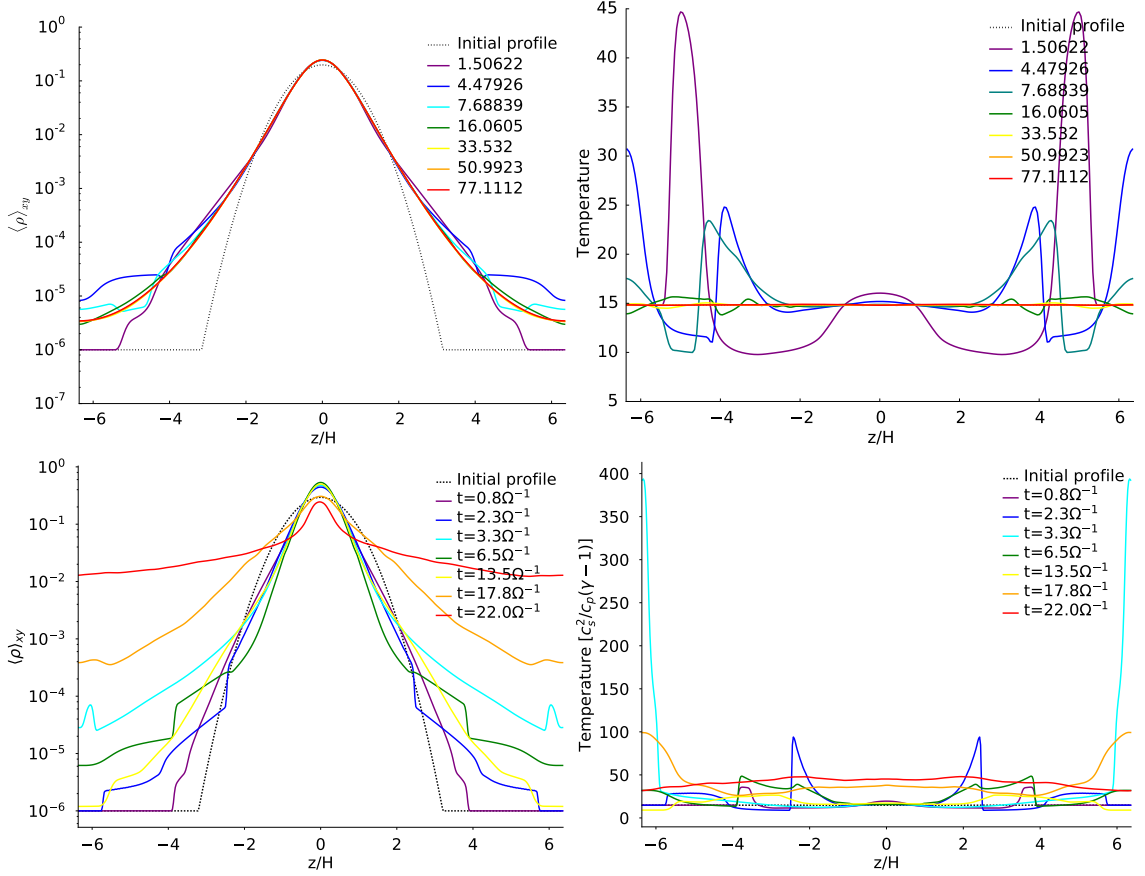 10^0
10^-1
10^-2
10^-3
10^-4
10^-5
10^-6
10^-7
⟨ρ⟩_xy
−6 −4 −2 0 2 4 6
z/H
Initial profile
1.50622
4.47926
7.68839
16.0605
33.532
50.9923
77.1112
45
40
35
30
25
20
15
10
5
Temperature
−6 −4 −2 0 2 4 6
z/H
Initial profile
1.50622
4.47926
7.68839
16.0605
33.532
50.9923
77.1112
10^0
10^-1
10^-2
10^-3
10^-4
10^-5
10^-6
⟨ρ⟩_xy
−6 −4 −2 0 2 4 6
z/H
Initial profile
t=0.8Ω^−1
t=2.3Ω^−1
t=3.3Ω^−1
t=6.5Ω^−1
t=13.5Ω^−1
t=17.8Ω^−1
t=22.0Ω^−1
400
350
300
250
200
150
100
50
0
Temperature [c_s^2/c_p(γ−1)]
−6 −4 −2 0 2 4 6
z/H
Initial profile
t=0.8Ω^−1
t=2.3Ω^−1
t=3.3Ω^−1
t=6.5Ω^−1
t=13.5Ω^−1
t=17.8Ω^−1
t=22.0Ω^−1